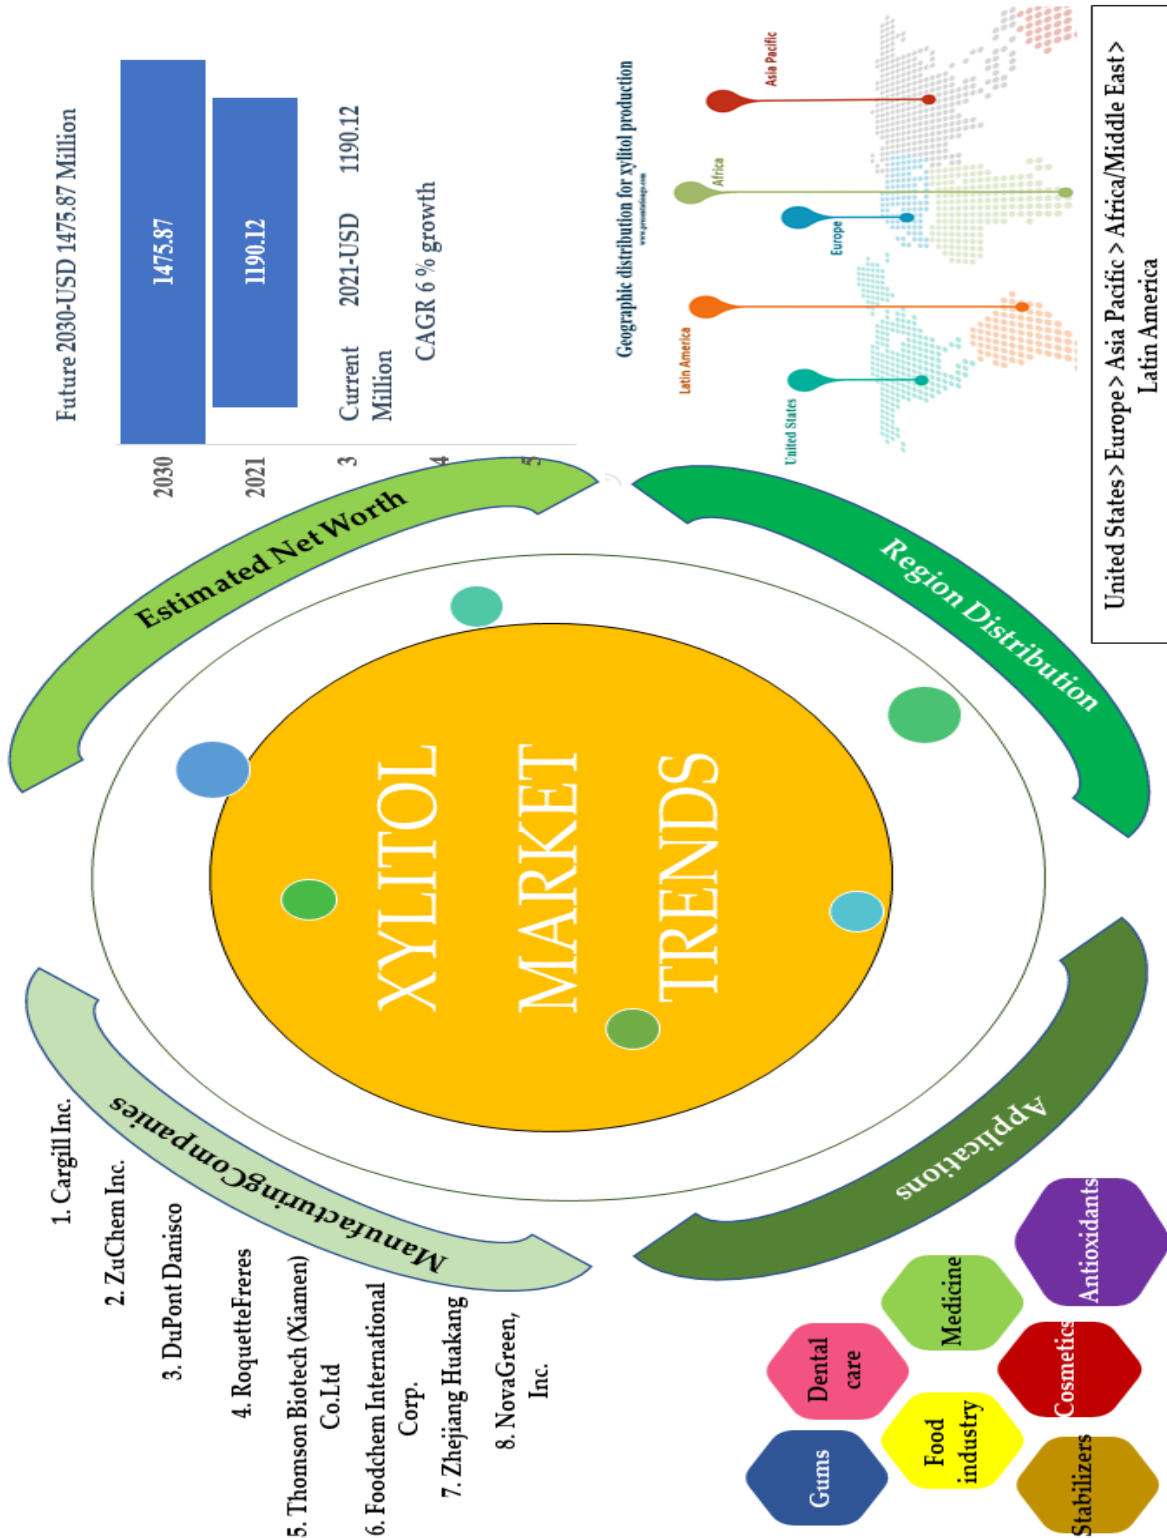 1. Cargill Inc.
2. ZuChem Inc.
3. DuPont Danisco
4. RoquetteFreres
5. Thomson Biotech (Xiamen)
Co.Ltd
6. Foodchem International
Corp.
7. Zhejiang Huakang
8. NovaGreen,
Inc.
ManufacturingCompanies
Estimated Net Worth
Future 2030-USD 1475.87 Million
2030
1475.87
2021
1190.12
3
4
5
Current 2021-USD 1190.12
Million
CAGR 6 % growth
XYLITOL
MARKET
TRENDS
Applications
Gums
Dental
care
Food
industry
Medicine
Stabilizers
Cosmetics
Antioxidants
Region Distribution
Geographic distribution for xylitol production
www.presentationgo.com
United States
Latin America
Europe
Africa
Asia Pacific
United States > Europe > Asia Pacific > Africa/Middle East >
Latin America